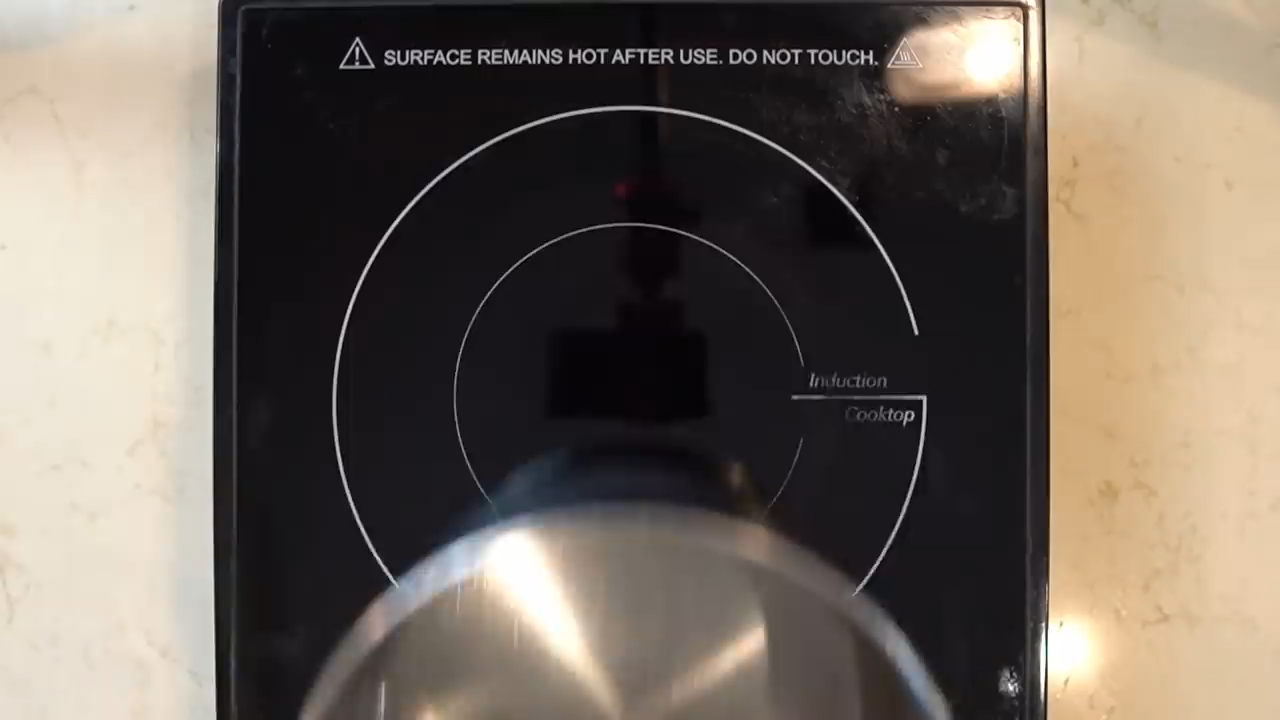 SURFACE REMAINS HOT AFTER USE. DO NOT TOUCH.
Induction
Cooktop